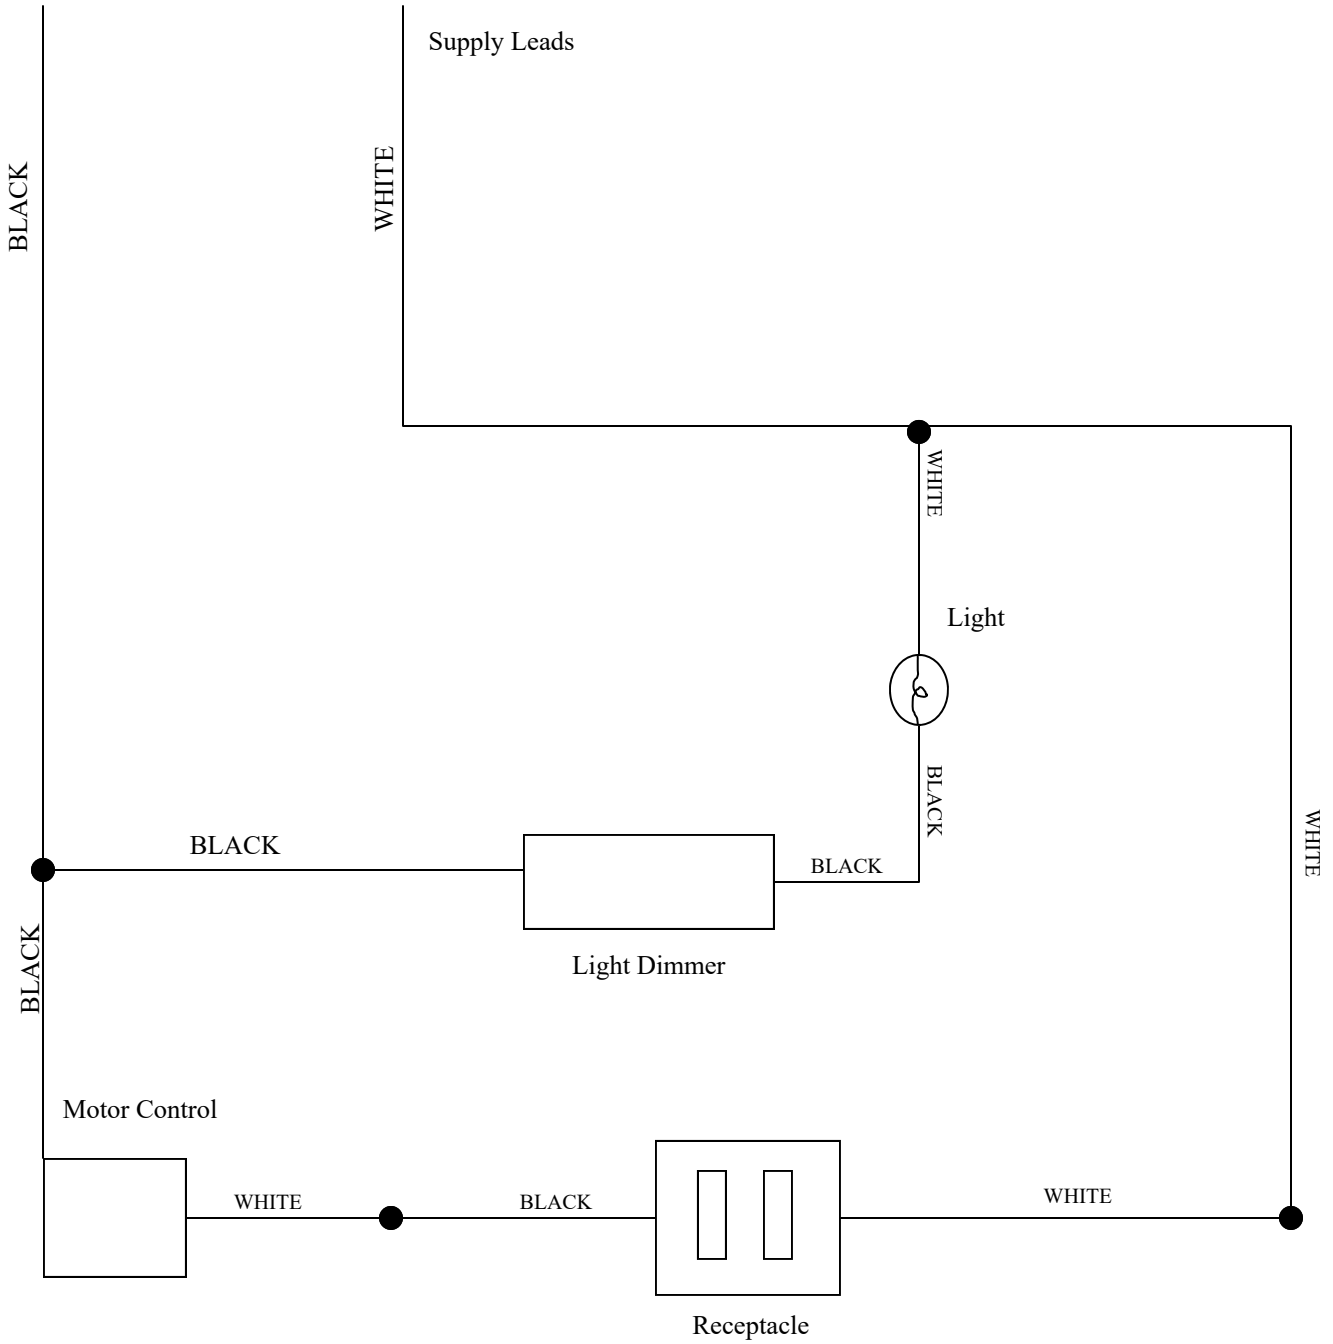 Supply Leads
BLACK
WHITE
WHITE
Light
BLACK
WHITE
BLACK
BLACK
Light Dimmer
BLACK
Motor Control
WHITE
BLACK
WHITE
Receptacle